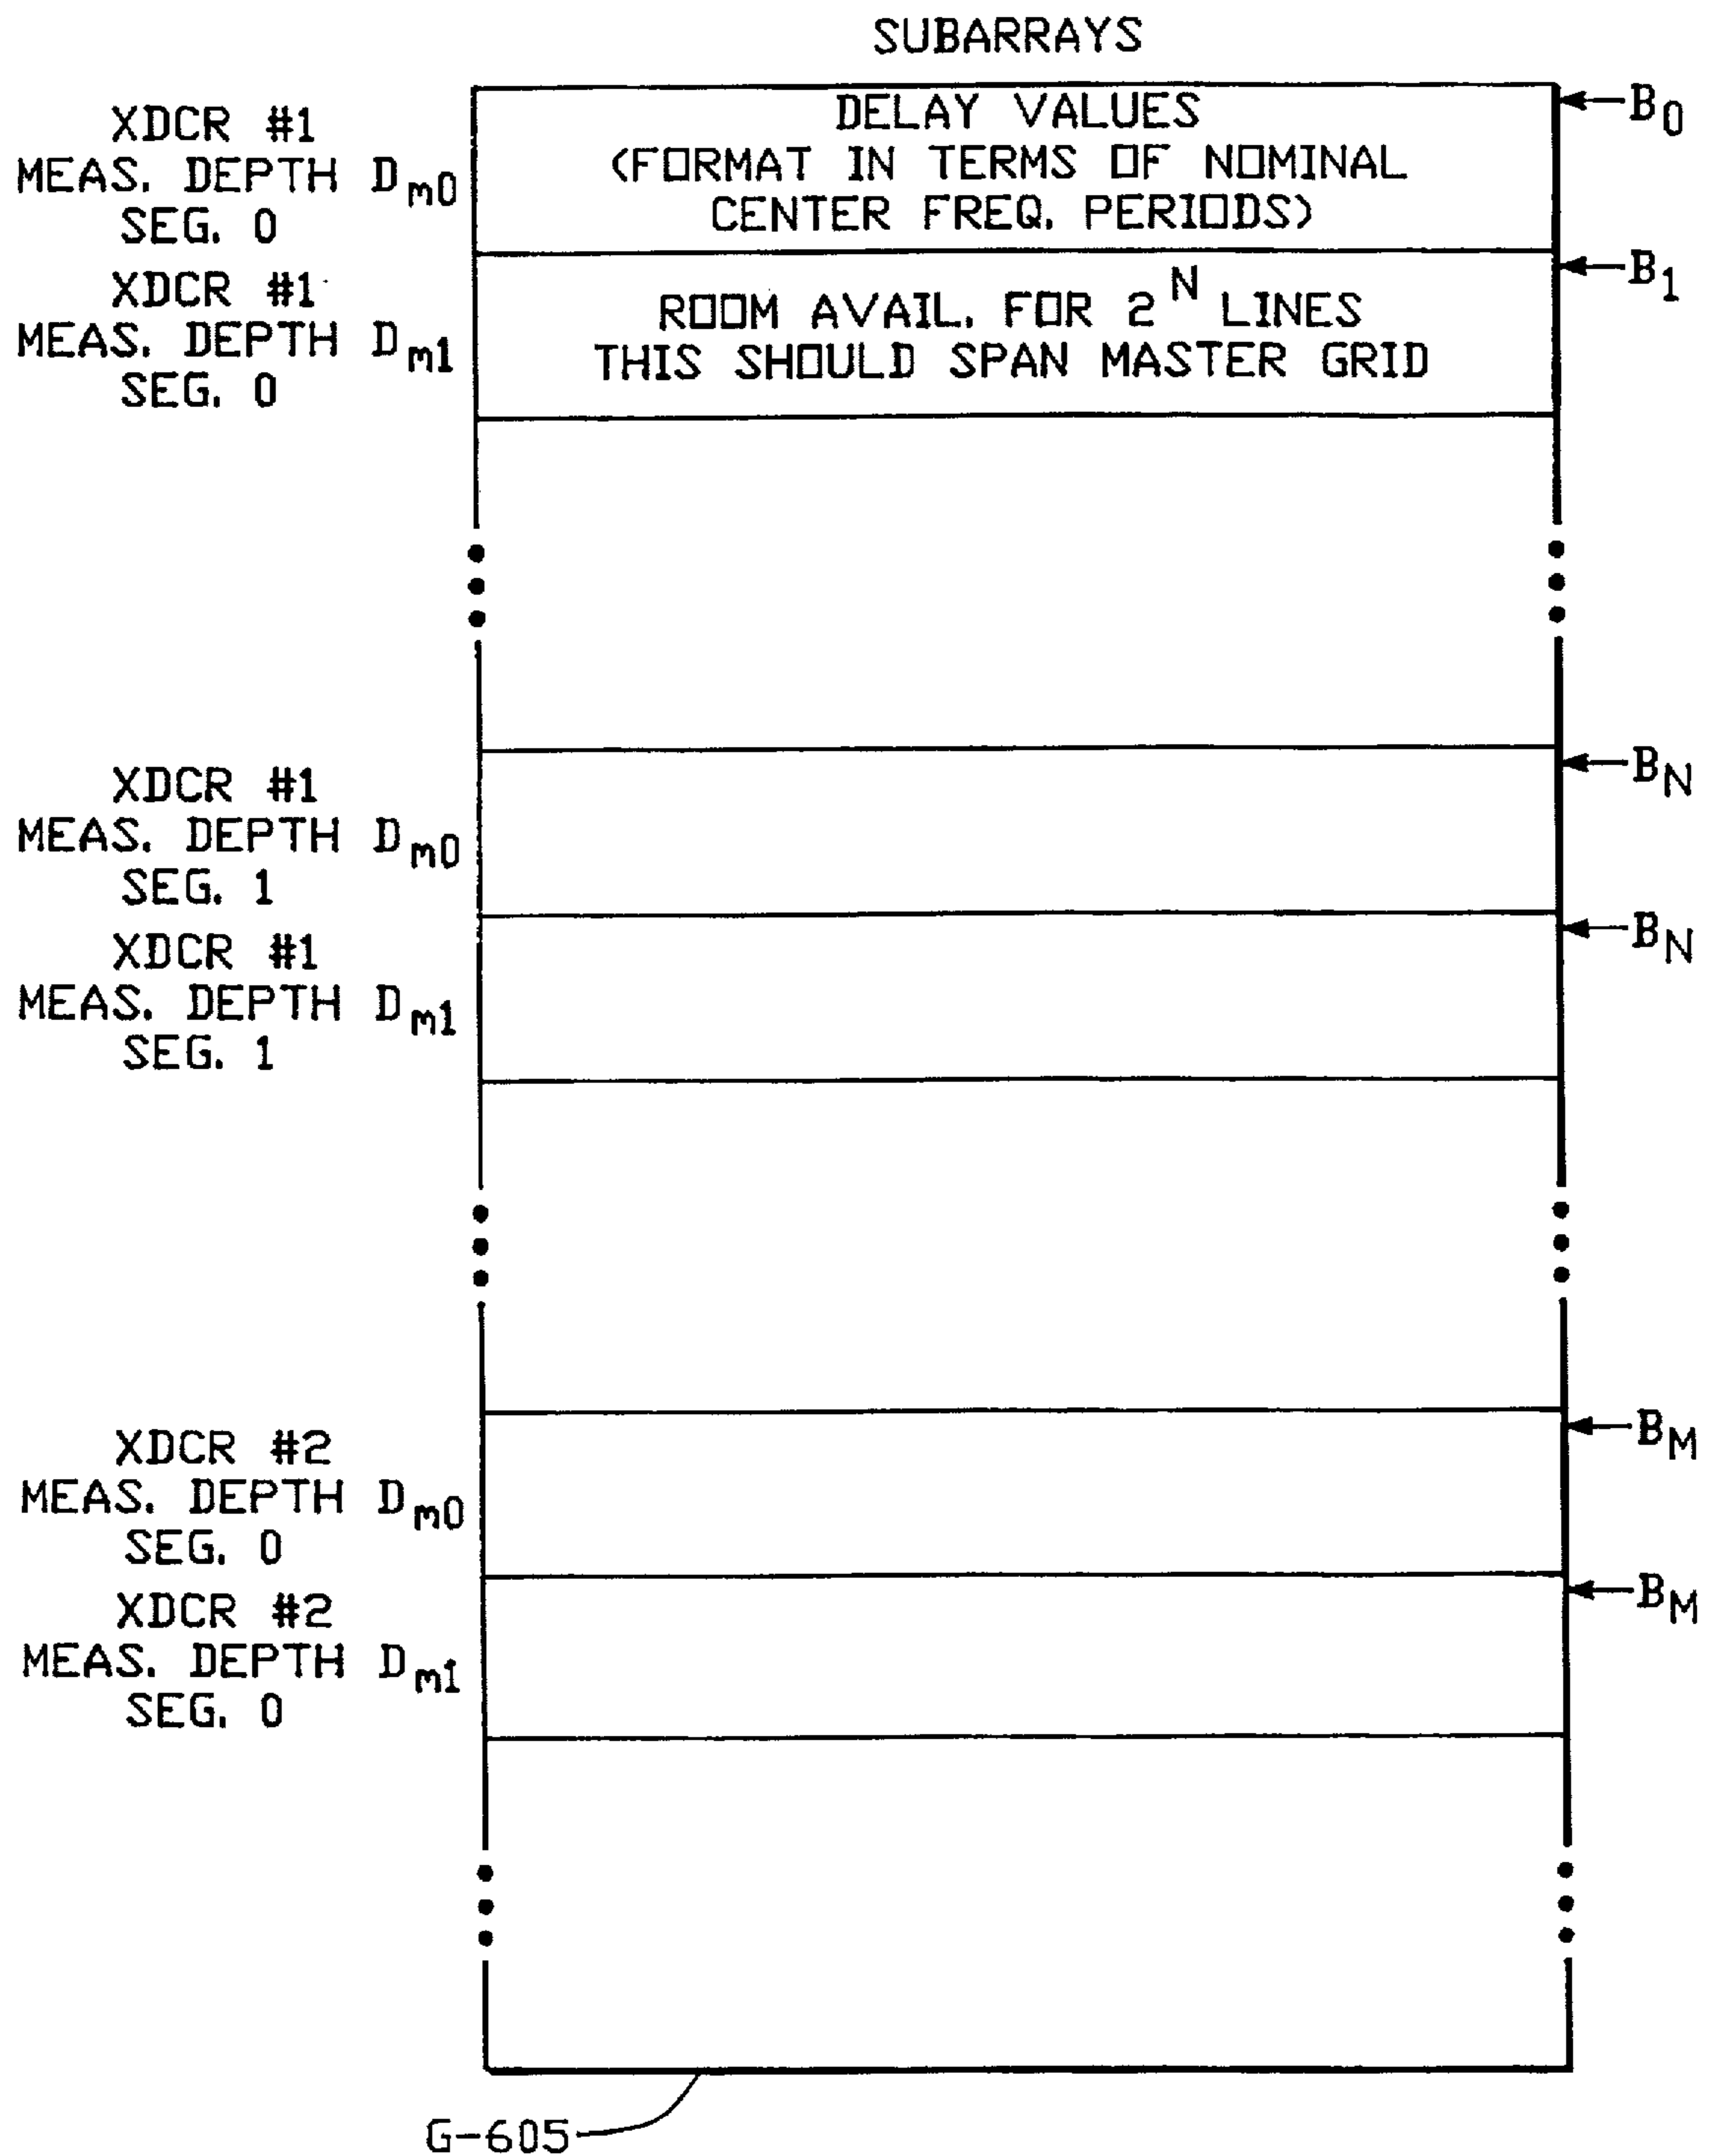 SUBARRAYS
XDCR #1
MEAS. DEPTH Dm0
SEG. 0
DELAY VALUES
(FORMAT IN TERMS OF NOMINAL
CENTER FREQ. PERIODS)
B0
XDCR #1
MEAS. DEPTH Dm1
SEG. 0
ROOM AVAIL. FOR 2^N LINES
THIS SHOULD SPAN MASTER GRID
B1
XDCR #1
MEAS. DEPTH Dm0
SEG. 1
BN
XDCR #1
MEAS. DEPTH Dm1
SEG. 1
BN
XDCR #2
MEAS. DEPTH Dm0
SEG. 0
BM
XDCR #2
MEAS. DEPTH Dm1
SEG. 0
BM
G-605